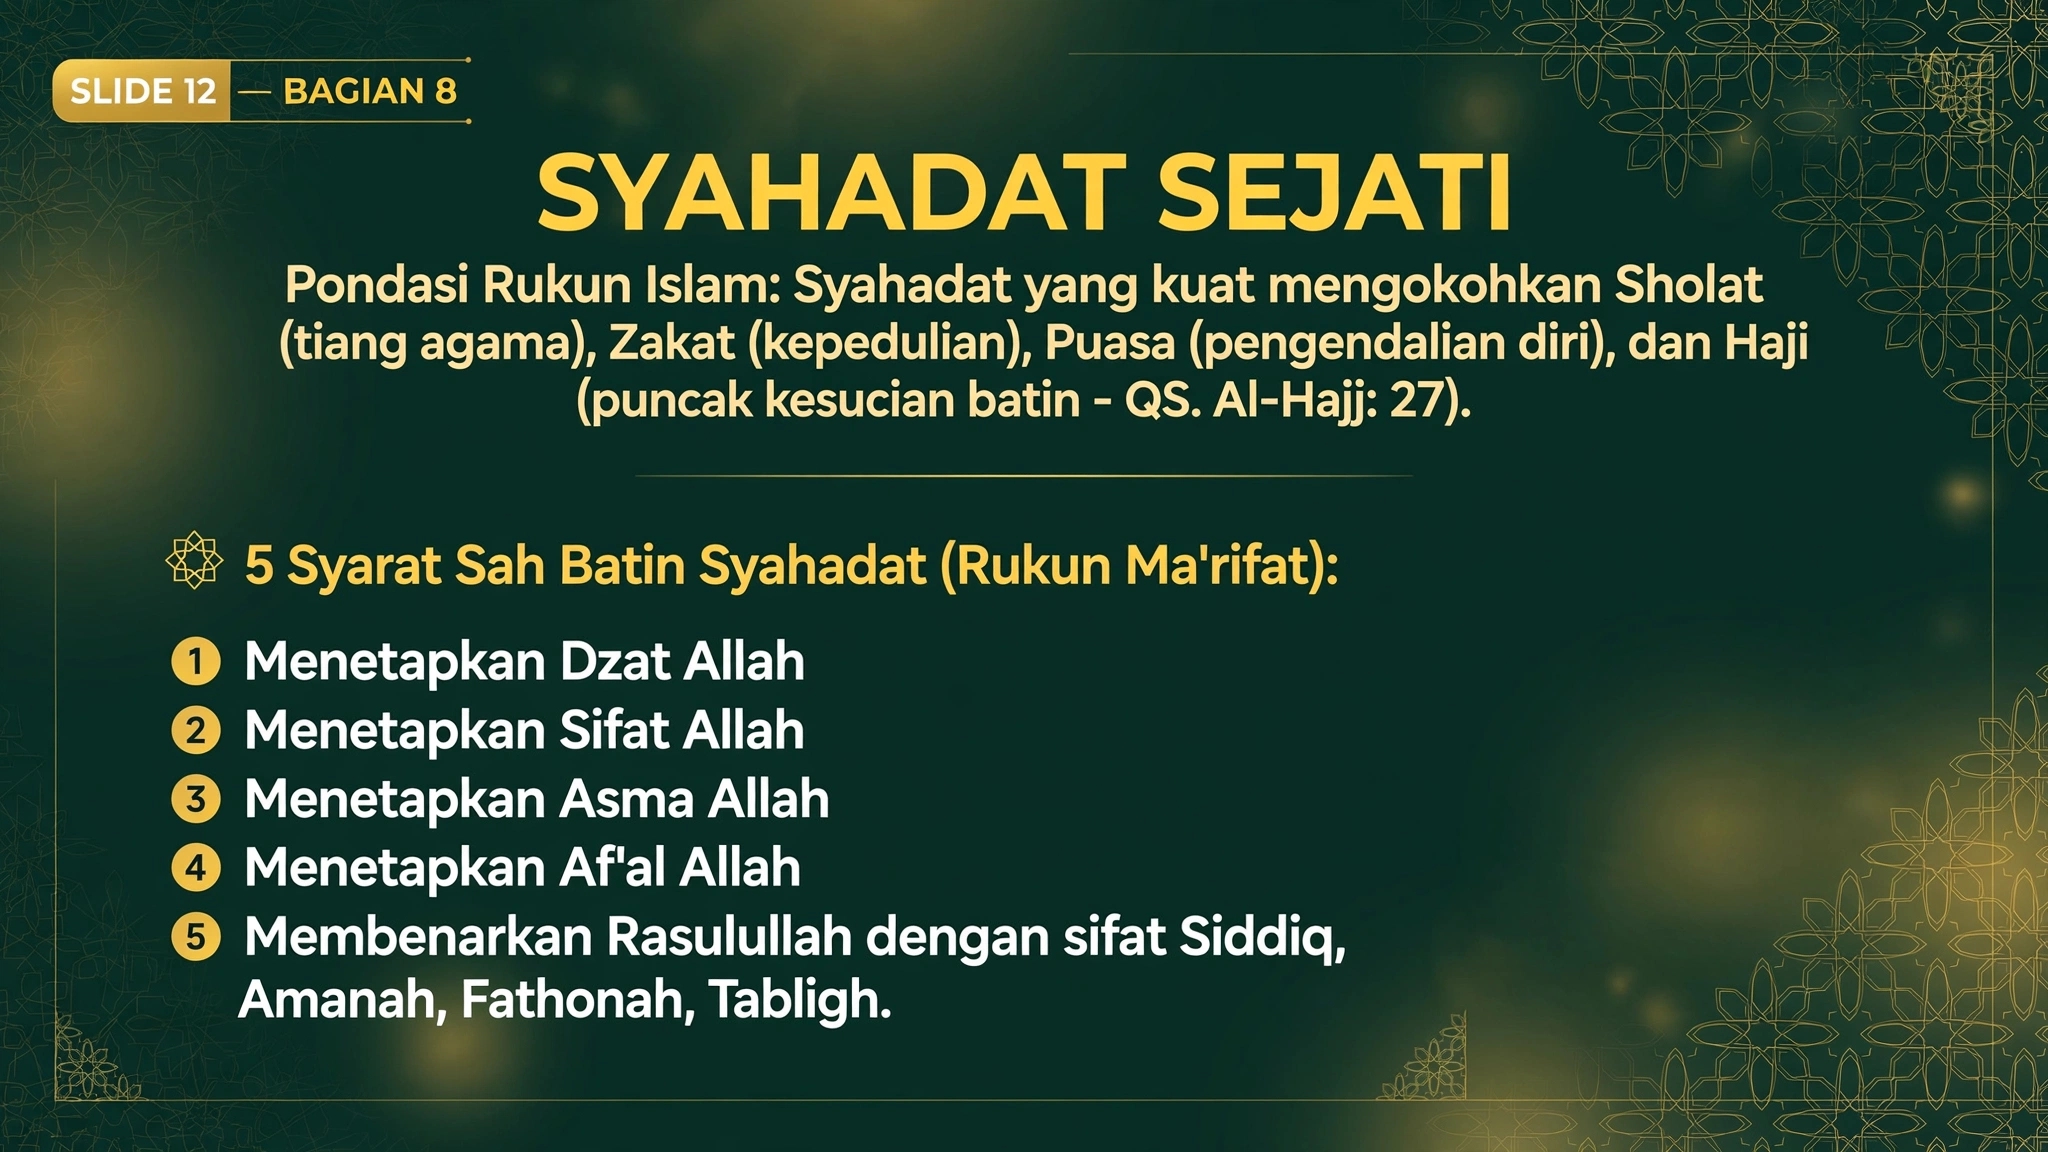 SLIDE 12 — BAGIAN 8
SYAHADAT SEJATI
Pondasi Rukun Islam: Syahadat yang kuat mengokohkan Sholat
(tiang agama), Zakat (kepedulian), Puasa (pengendalian diri), dan Haji
(puncak kesucian batin - QS. Al-Hajj: 27).
5 Syarat Sah Batin Syahadat (Rukun Ma'rifat):
1 Menetapkan Dzat Allah
2 Menetapkan Sifat Allah
3 Menetapkan Asma Allah
4 Menetapkan Af'al Allah
5 Membenarkan Rasulullah dengan sifat Siddiq,
Amanah, Fathonah, Tabligh.